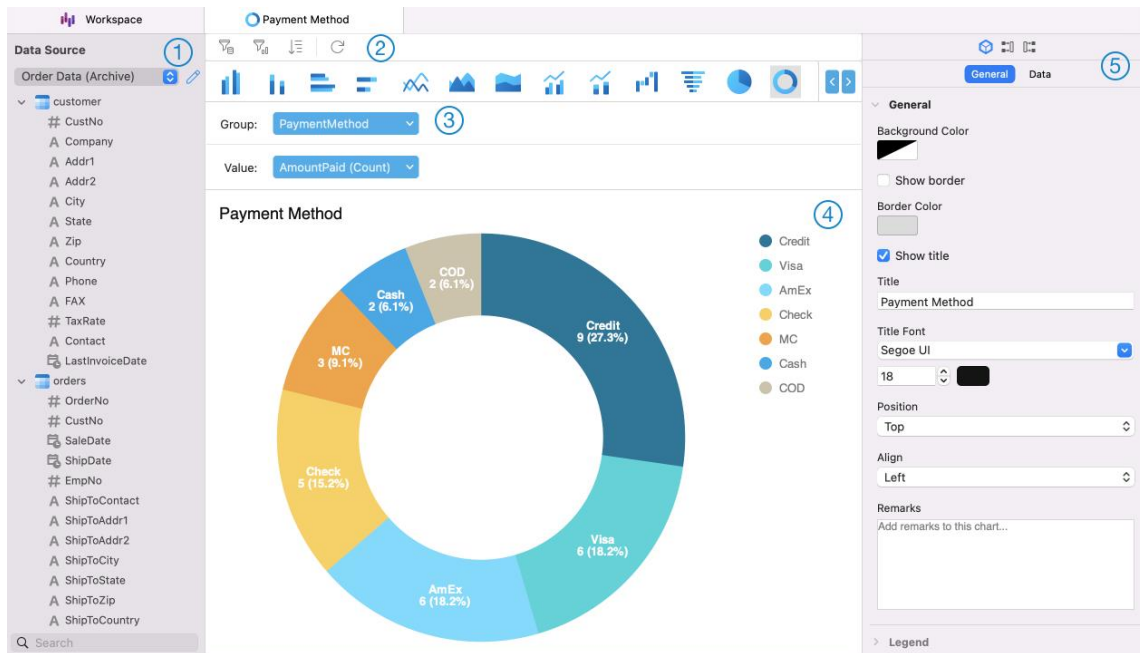 Workspace
Payment Method
Data Source
1
2
Order Data (Archive)
customer
# CustNo
A Company
A Addr1
A Addr2
A City
A State
A Zip
A Country
A Phone
A FAX
# TaxRate
A Contact
LastInvoiceDate
orders
# OrderNo
# CustNo
SaleDate
ShipDate
# EmpNo
A ShipToContact
A ShipToAddr1
A ShipToAddr2
A ShipToCity
A ShipToState
A ShipToZip
A ShipToCountry
Search
Group: PaymentMethod
3
Value: AmountPaid (Count)
Payment Method
4
COD
2 (6.1%)
Cash
2 (6.1%)
Credit
9 (27.3%)
MC
3 (9.1%)
Check
5 (15.2%)
Visa
6 (18.2%)
AmEx
6 (18.2%)
Credit
Visa
AmEx
Check
MC
Cash
COD
5
General Data
General
Background Color
Show border
Border Color
Show title
Title
Payment Method
Title Font
Segoe UI
18
Position
Top
Align
Left
Remarks
Add remarks to this chart...
Legend